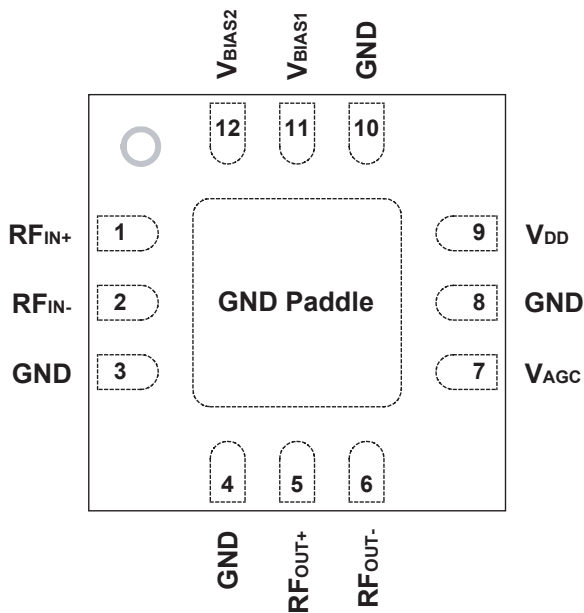 VBIAS2
VBIAS1
GND
12
11
10
RFIN+
1
9
VDD
RFIN-
2
GND Paddle
8
GND
GND
3
7
VAGC
4
5
6
GND
RFOUT+
RFOUT-